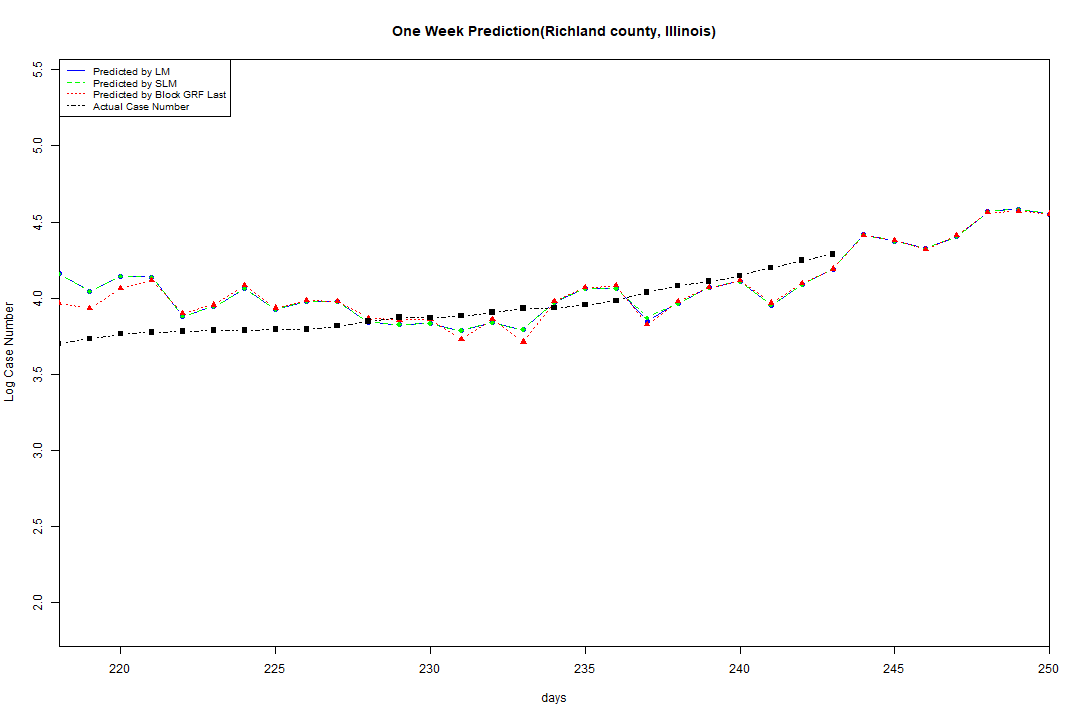 One Week Prediction(Richland county, Illinois)
Predicted by LM
Predicted by SLM
Predicted by Block GRF Last
Actual Case Number
5.5
5.0
4.5
4.0
3.5
3.0
2.5
2.0
Log Case Number
220 225 230 235 240 245 250
days